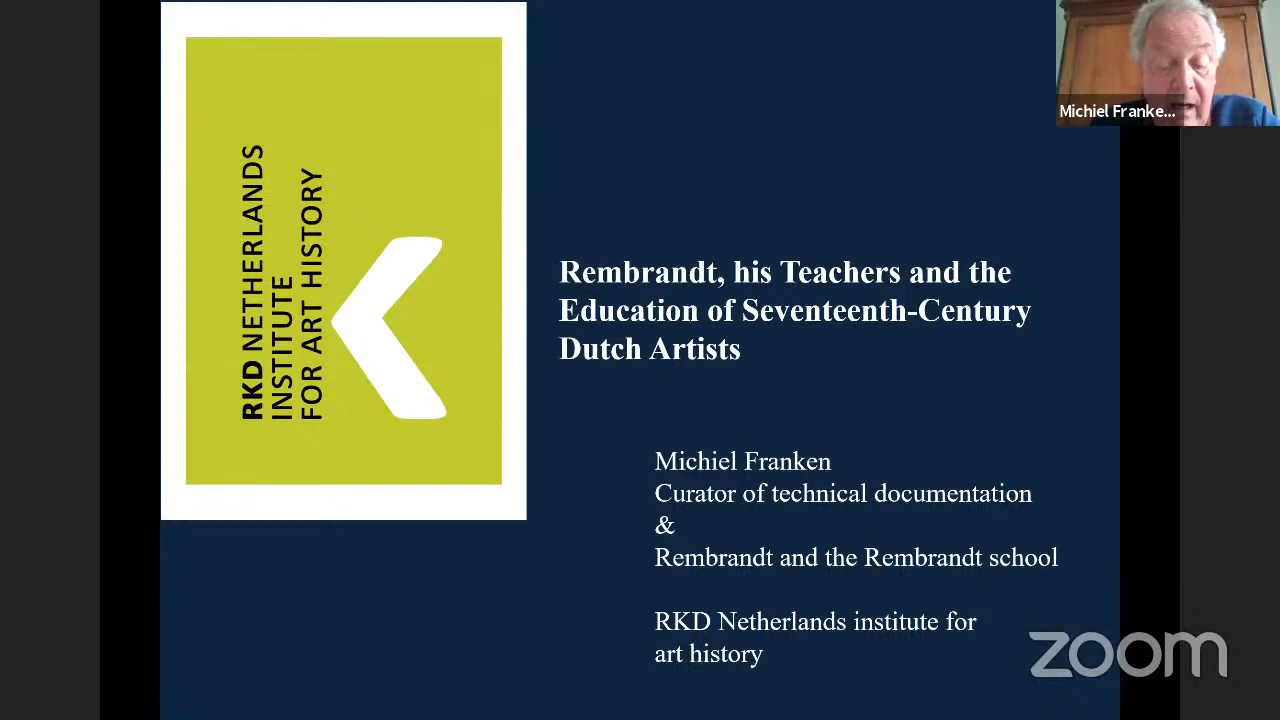 RKD NETHERLANDS
INSTITUTE
FOR ART HISTORY
Rembrandt, his Teachers and the
Education of Seventeenth-Century
Dutch Artists
Michiel Franken
Curator of technical documentation
&
Rembrandt and the Rembrandt school
RKD Netherlands institute for
art history
Michiel Franke...
zoom